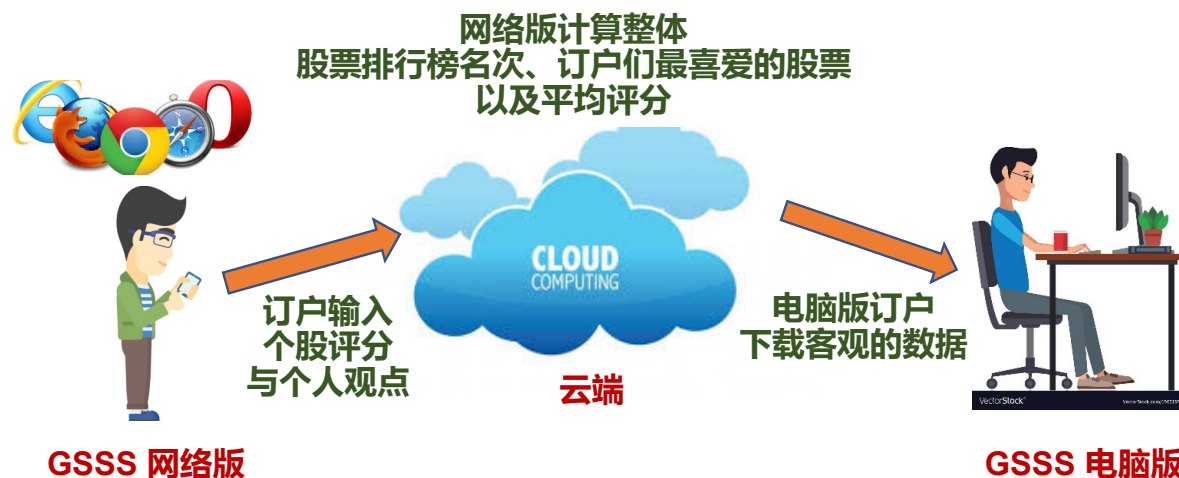 网络版计算整体
股票排行榜名次、订户们最喜爱的股票
以及平均评分
CLOUD
COMPUTING
订户输入
个股评分
与个人观点
云端
电脑版订户
下载客观的数据
VectorStock
GSSS 网络版
GSSS 电脑版